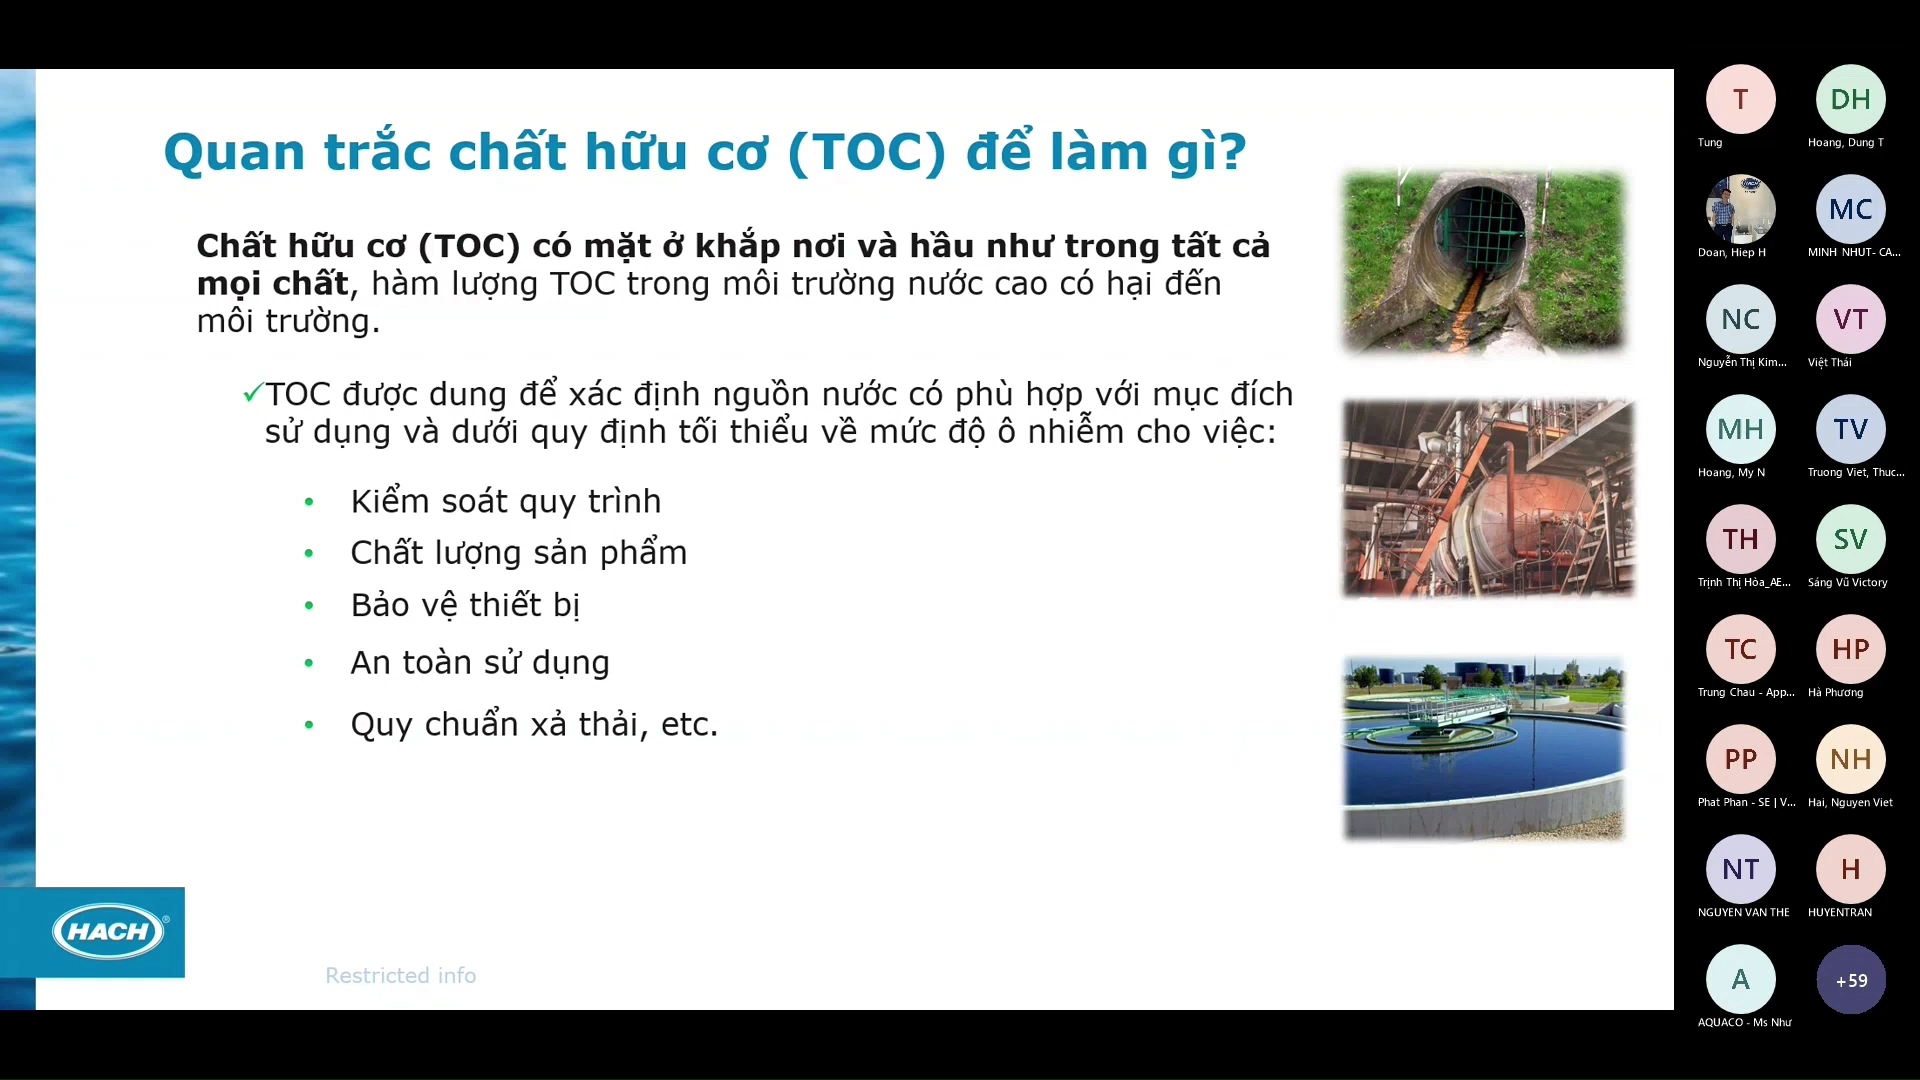 Quan trắc chất hữu cơ (TOC) để làm gì?
Chất hữu cơ (TOC) có mặt ở khắp nơi và hầu như trong tất cả
mọi chất, hàm lượng TOC trong môi trường nước cao có hại đến
môi trường.
✓TOC được dung để xác định nguồn nước có phù hợp với mục đích
sử dụng và dưới quy định tối thiểu về mức độ ô nhiễm cho việc:
• Kiểm soát quy trình
• Chất lượng sản phẩm
• Bảo vệ thiết bị
• An toàn sử dụng
• Quy chuẩn xả thải, etc.
HACH®
Restricted info
T
Tung
DH
Hoang, Dung T
HACH
Doan, Hiep H
MC
MINH NHUT- CA...
NC
Nguyễn Thị Kim...
VT
Việt Thái
MH
Hoang, My N
TV
Truong Viet, Thuc...
TH
Trịnh Thị Hòa_AE...
SV
Sáng Vũ Victory
TC
Trung Chau - App...
HP
Hà Phương
PP
Phat Phan - SE | V...
NH
Hai, Nguyen Viet
NT
NGUYEN VAN THE
H
HUYENTRAN
A
AQUACO - Ms Như
+59